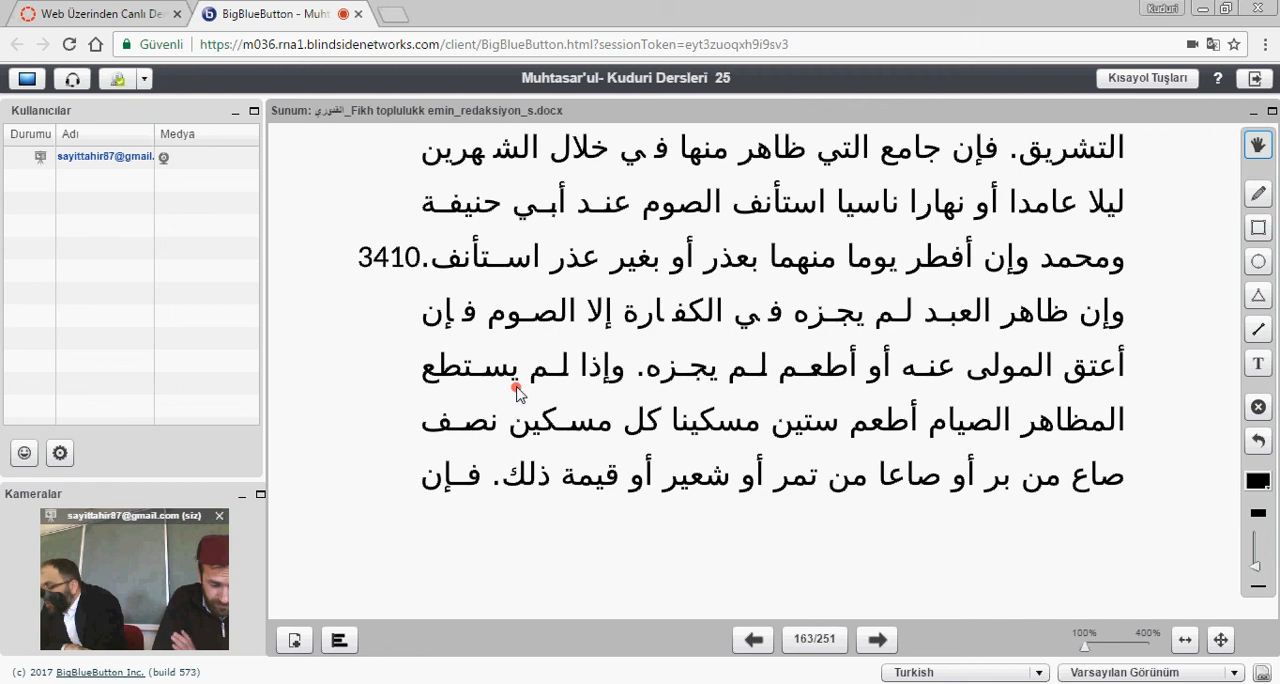 Web Üzerinden Canlı De
BigBlueButton - Muht
Kuduri
Güvenli
https://m036.rna1.blindsidenetworks.com/client/BigBlueButton.html?sessionToken=eyt3zuoqxh9i9sv3
Muhtasar'ul- Kuduri Dersleri 25
Kısayol Tuşları
?
Kullanıcılar
Durumu Adı Medya
sayittahir87@gmail.
Sunum: القدوري_Fikh toplulukk emin_redaksiyon_s.docx
التشريق. فإن جامع التي ظاهر منها في خلال الشهرين
ليلا عامدا أو نهارا ناسيا استأنف الصوم عند أبي حنيفة
ومحمد وإن أفطر يوما منهما بعذر أو بغير عذر استأنف.3410
وإن ظاهر العبد لم يجزه في الكفارة إلا الصوم فإن
أعتق المولى عنه أو أطعم لم يجزه. وإذا لم يستطع
المظاهر الصيام أطعم ستين مسكينا كل مسكين نصف
صاع من بر أو صاعا من تمر أو شعير أو قيمة ذلك. فإن
T
Kameralar
sayittahir87@gmail.com (siz)
163/251
100% 400%
(c) 2017 BigBlueButton Inc. (build 573)
Turkish
Varsayılan Görünüm